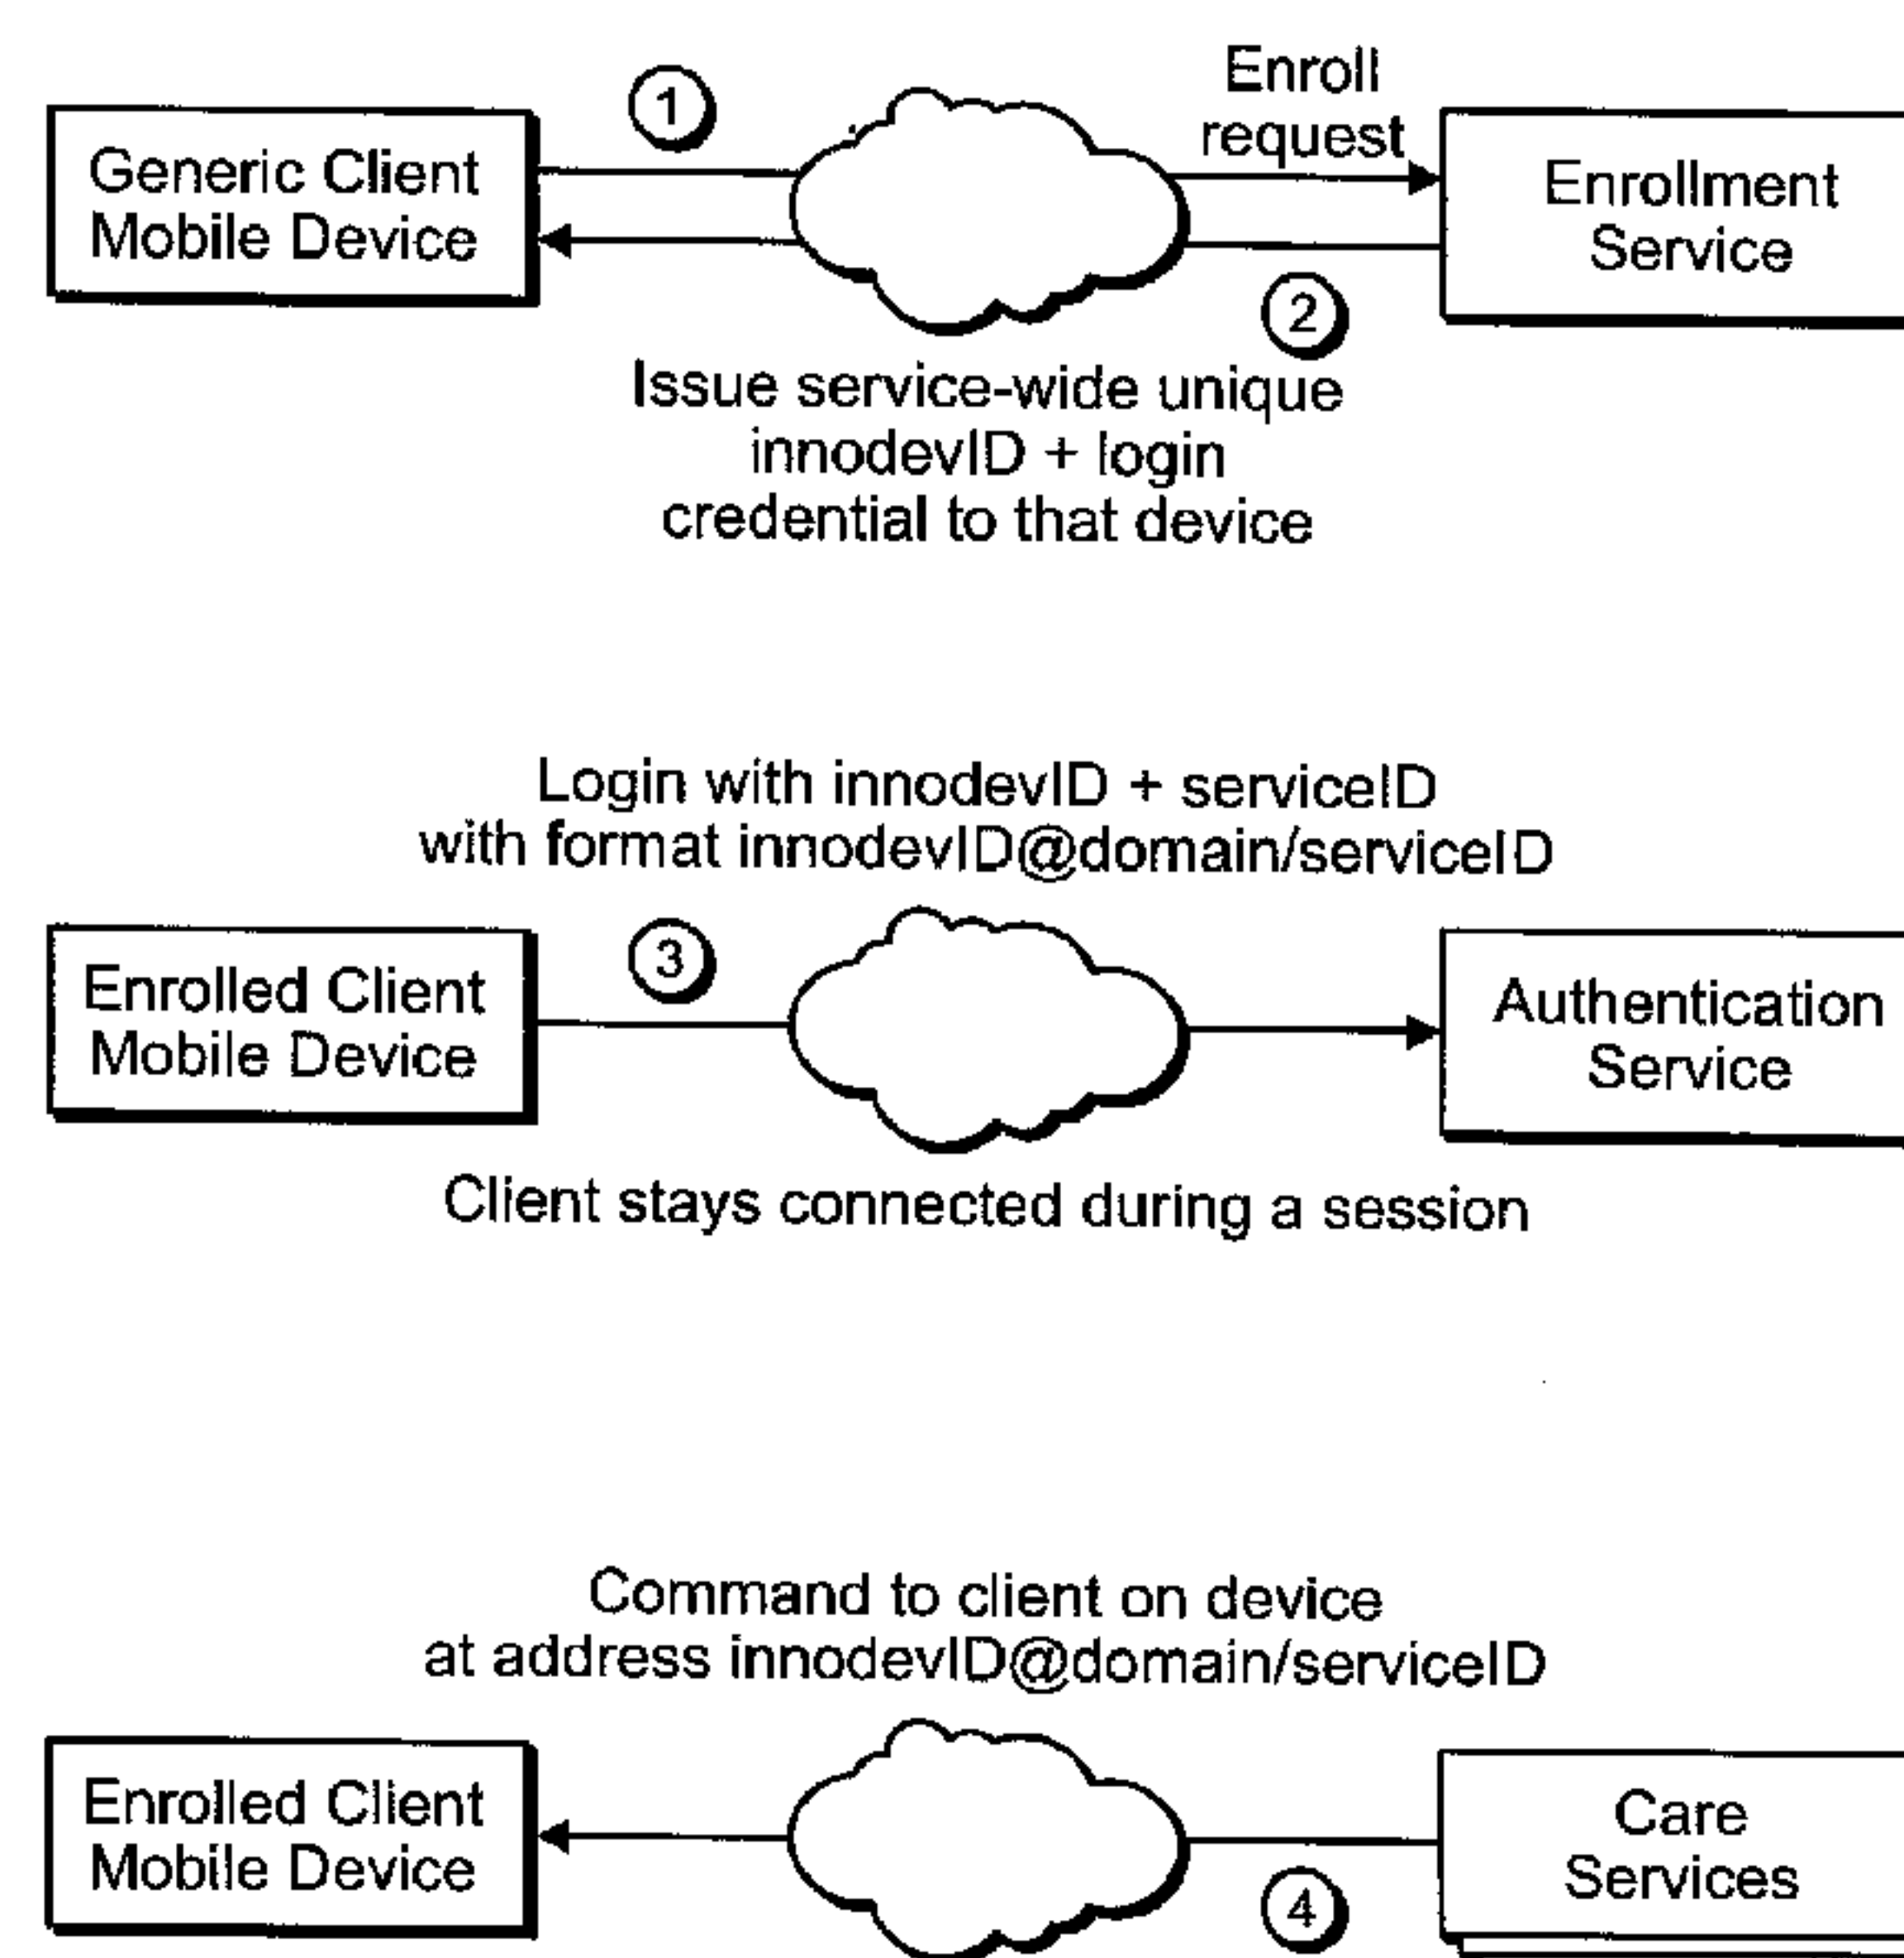 Generic Client
Mobile Device
1
Enroll
request
Enrollment
Service
2
Issue service-wide unique
innodevID + login
credential to that device
Login with innodevID + serviceID
with format innodevID@domain/serviceID
Enrolled Client
Mobile Device
3
Authentication
Service
Client stays connected during a session
Command to client on device
at address innodevID@domain/serviceID
Enrolled Client
Mobile Device
4
Care
Services